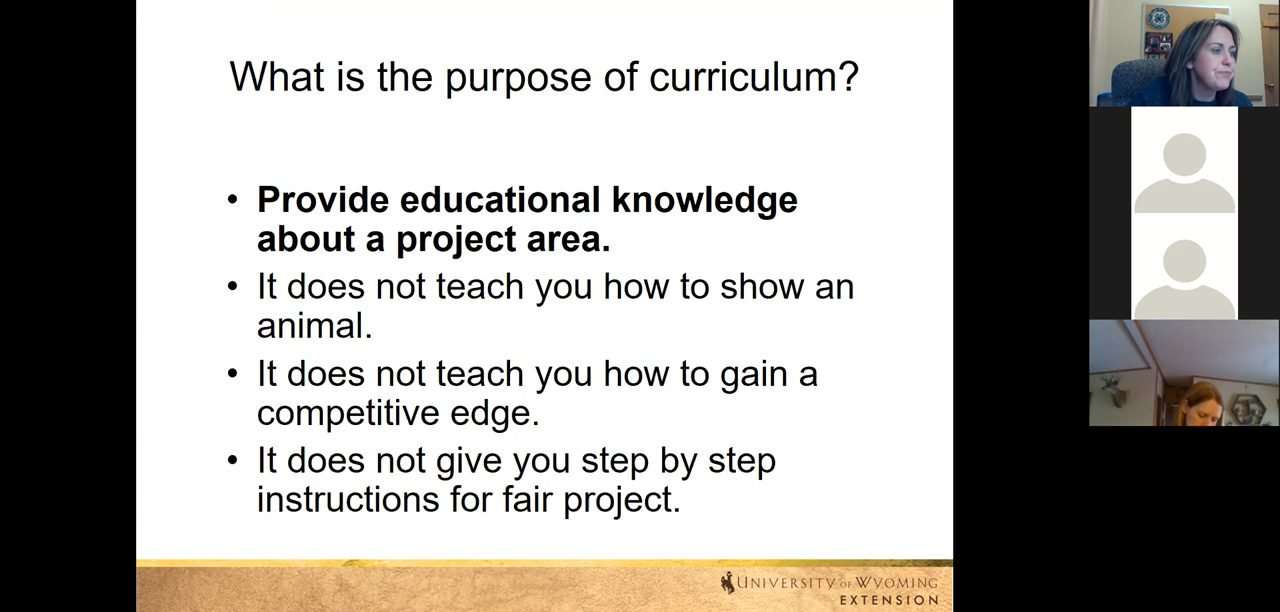 What is the purpose of curriculum?
• Provide educational knowledge
about a project area.
• It does not teach you how to show an
animal.
• It does not teach you how to gain a
competitive edge.
• It does not give you step by step
instructions for fair project.
UNIVERSITY OF WYOMING
EXTENSION